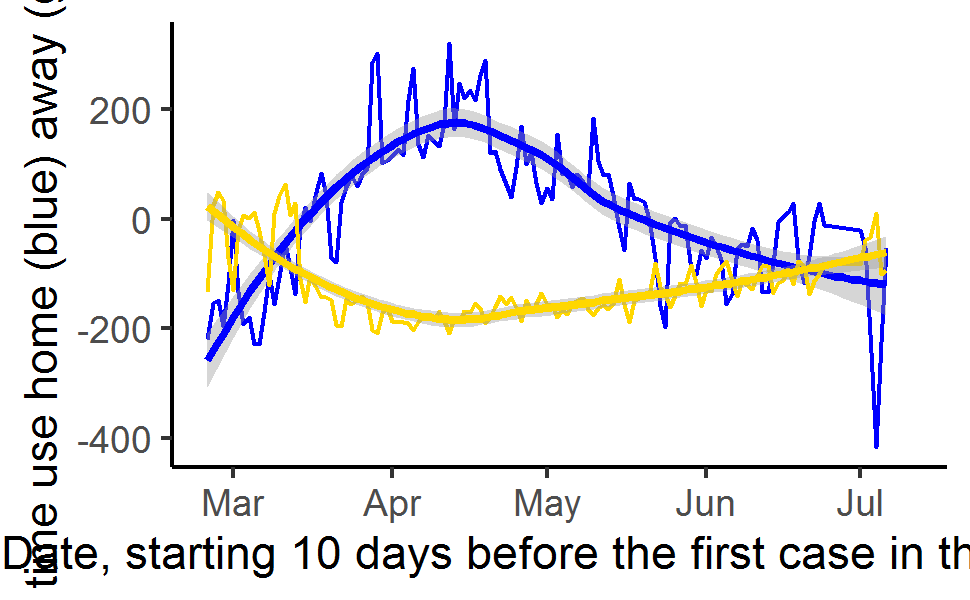 time use home (blue) away (
200
0
-200
-400
Mar Apr May Jun Jul
Date, starting 10 days before the first case in th